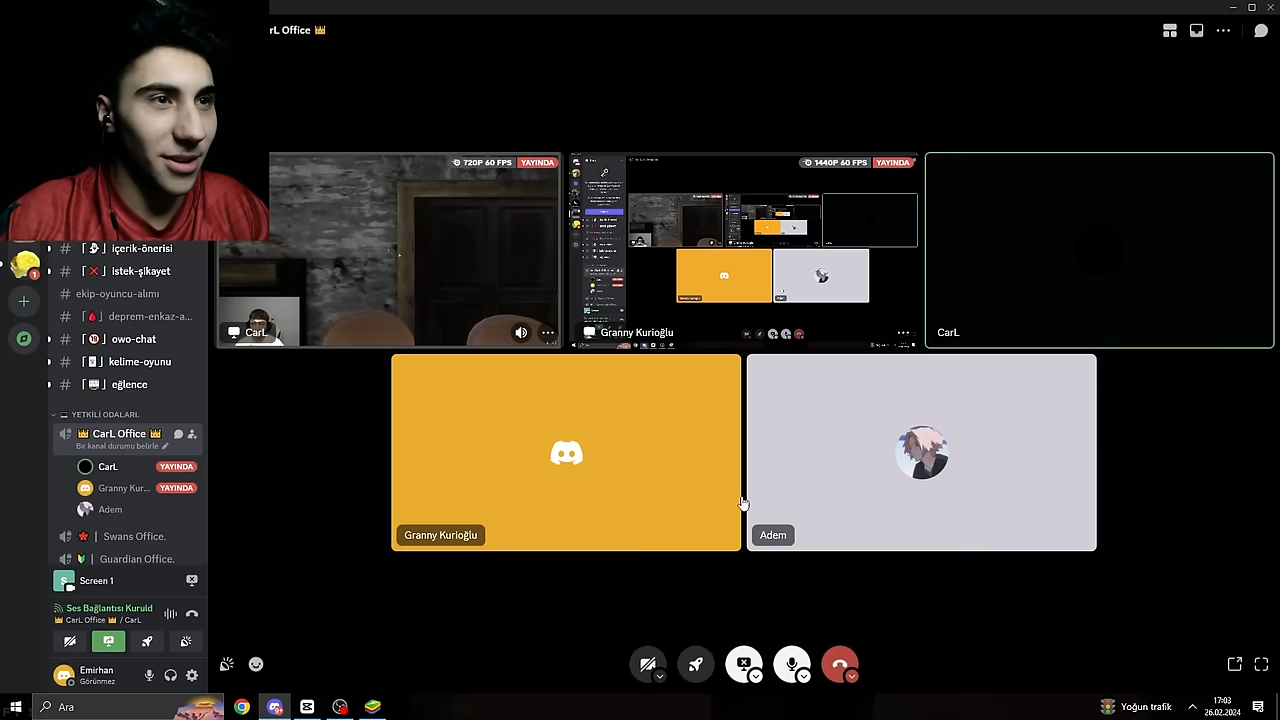 rL Office 👑
720P 60 FPS YAYINDA
1440P 60 FPS YAYINDA
CarL
Granny Kurioğlu
CarL
1
içerik-önerisi
# 「❌」istek-şikayet
# ekip-oyuncu-alimi
# 「🩸」deprem-enkaz-a...
# 「🔞」owo-chat
# 「🃏」kelime-oyunu
# 「」eğlence
YETKİLİ ODALARI.
👑 CarL Office 👑
Bir kanal durumu belirle
CarL YAYINDA
Granny Kur... YAYINDA
Adem
🌺 | Swans Office.
🔰 | Guardian Office.
Granny Kurioğlu
Adem
S
Screen 1
Ses Bağlantısı Kuruld
👑 CarL Office 👑 / CarL
Emirhan
Görünmez
Ara
Yoğun trafik
17:03
26.02.2024